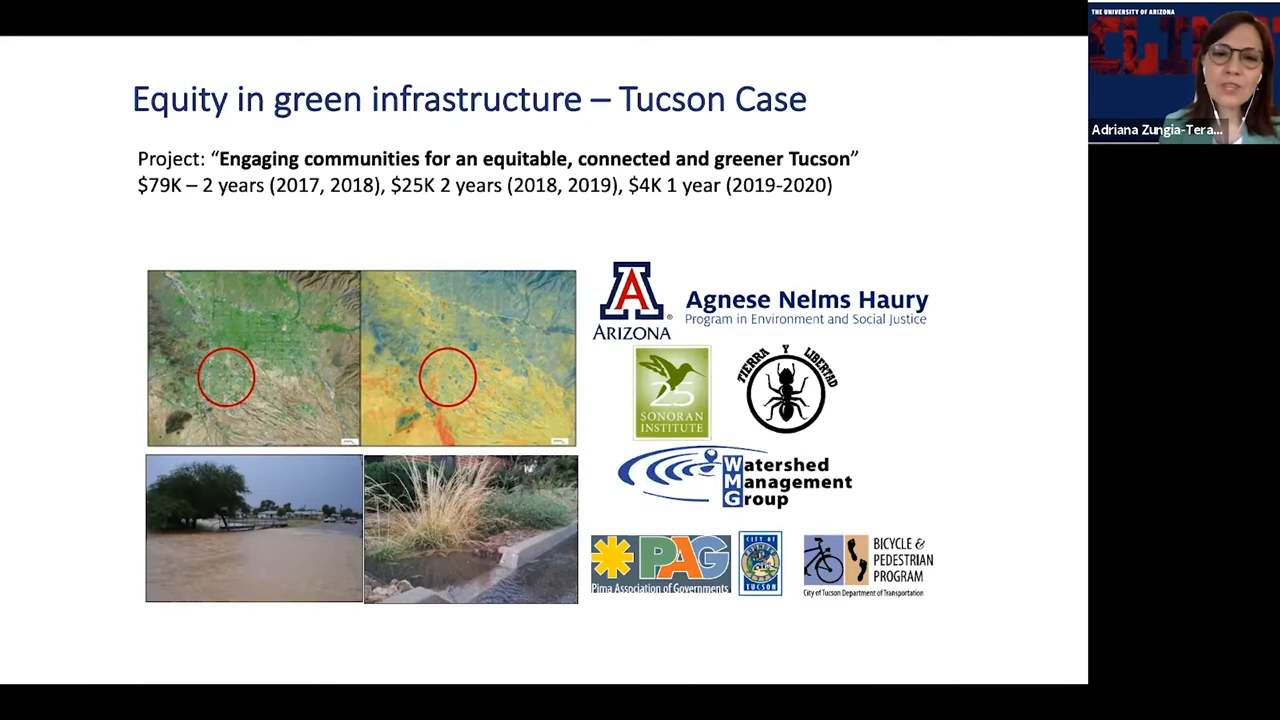 THE UNIVERSITY OF ARIZONA
CLIM
Adriana Zungia-Tera...
Equity in green infrastructure – Tucson Case
Project: “Engaging communities for an equitable, connected and greener Tucson”
$79K – 2 years (2017, 2018), $25K 2 years (2018, 2019), $4K 1 year (2019-2020)
A
ARIZONA
Agnese Nelms Haury
Program in Environment and Social Justice
25
SONORAN
INSTITUTE
TIERRA Y LIBERTAD
Watershed
Management
Group
PAG
Pima Association of Governments
CITY OF
TUCSON
BICYCLE &
PEDESTRIAN
PROGRAM
City of Tucson Department of Transportation